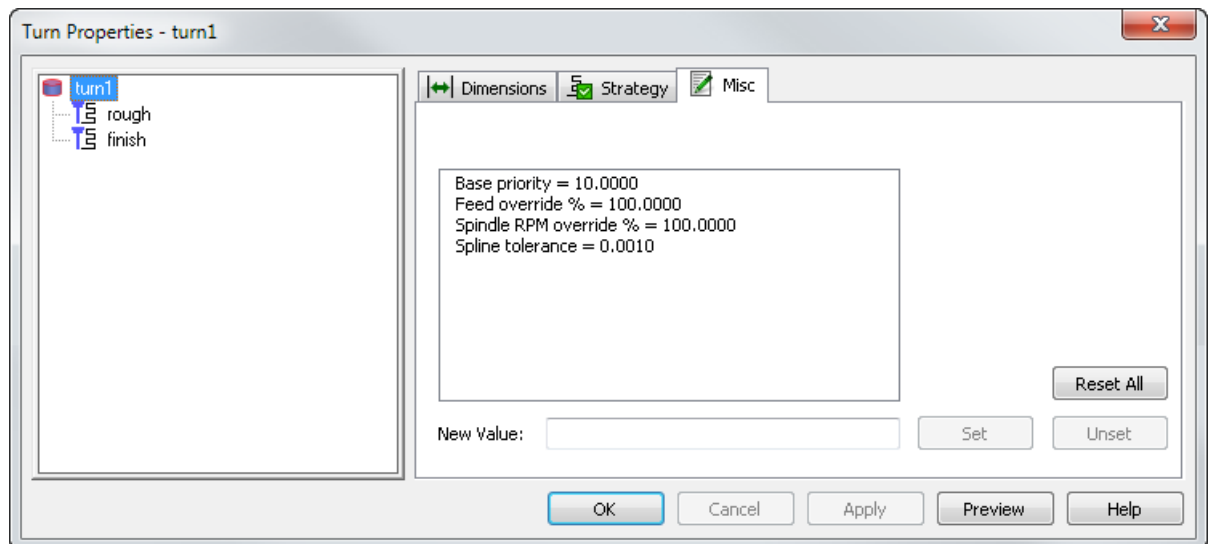 Turn Properties - turn1
turn1
rough
finish
Dimensions Strategy Misc
Base priority = 10.0000
Feed override % = 100.0000
Spindle RPM override % = 100.0000
Spline tolerance = 0.0010
Reset All
New Value: Set Unset
OK Cancel Apply Preview Help